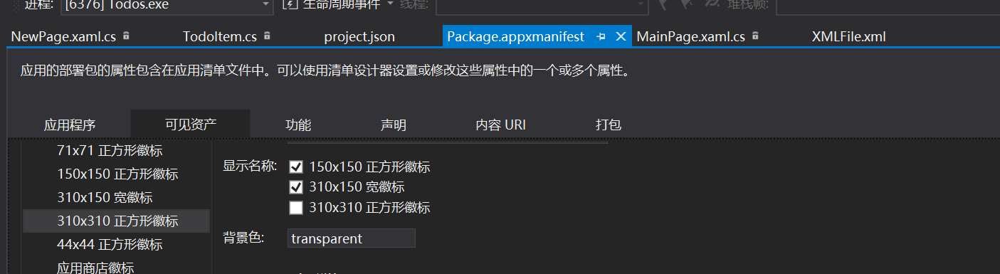 进程: [6376] Todos.exe 生命周期事件 线程: 堆栈帧:
NewPage.xaml.cs TodoItem.cs project.json Package.appxmanifest MainPage.xaml.cs XMLFile.xml
应用的部署包的属性包含在应用清单文件中。可以使用清单设计器设置或修改这些属性中的一个或多个属性。
应用程序 可见资产 功能 声明 内容 URI 打包
71x71 正方形徽标
150x150 正方形徽标
310x150 宽徽标
310x310 正方形徽标
44x44 正方形徽标
应用商店徽标
显示名称: 150x150 正方形徽标
310x150 宽徽标
310x310 正方形徽标
背景色: transparent